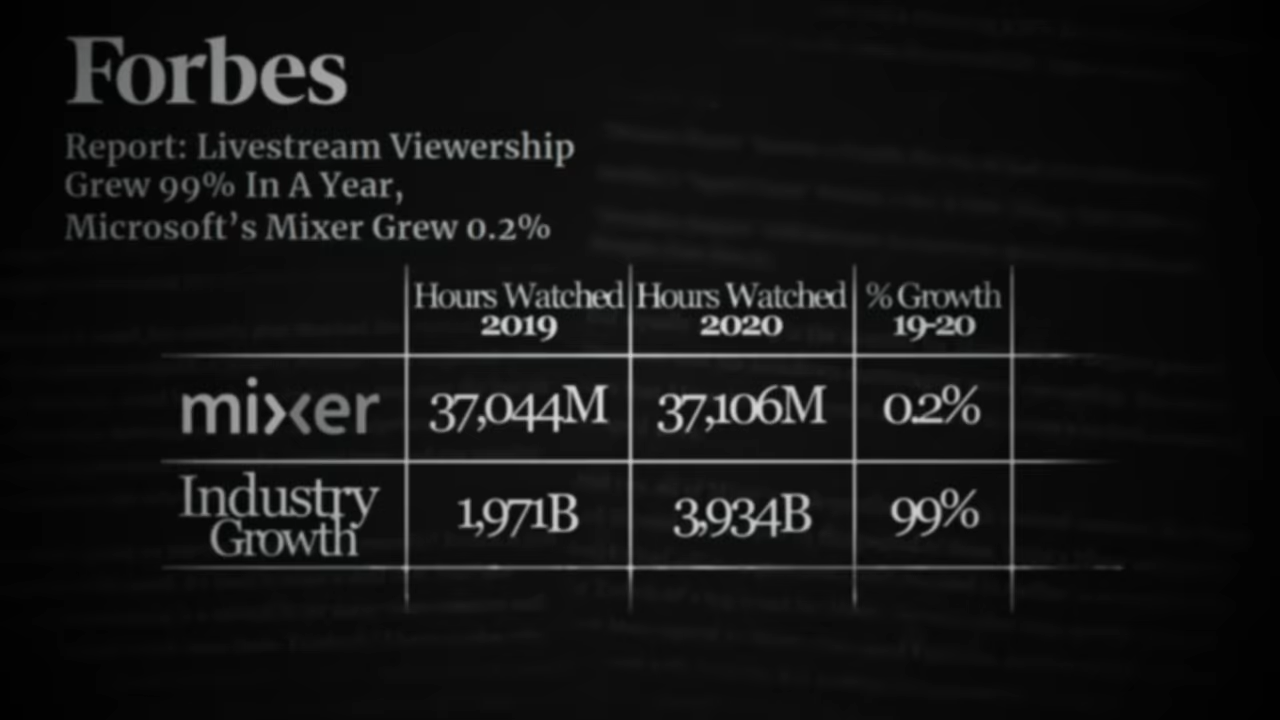 Forbes
Report: Livestream Viewership
Grew 99% In A Year,
Microsoft's Mixer Grew 0.2%
Hours Watched 2019
Hours Watched 2020
% Growth 19-20
mixer 37,044M 37,106M 0.2%
Industry Growth 1,971B 3,934B 99%